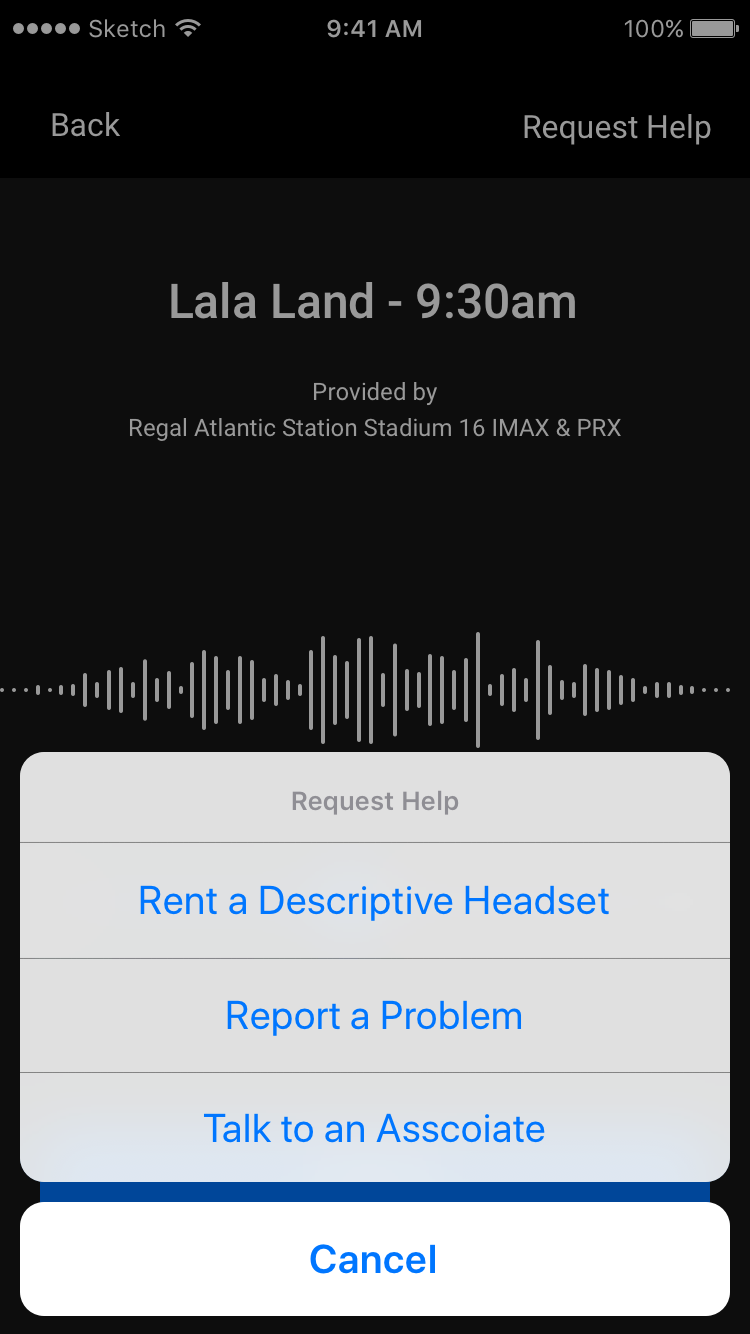 Sketch 9:41 AM 100%
Back Request Help
Lala Land - 9:30am
Provided by
Regal Atlantic Station Stadium 16 IMAX & PRX
Request Help
Rent a Descriptive Headset
Report a Problem
Talk to an Asscoiate
Cancel